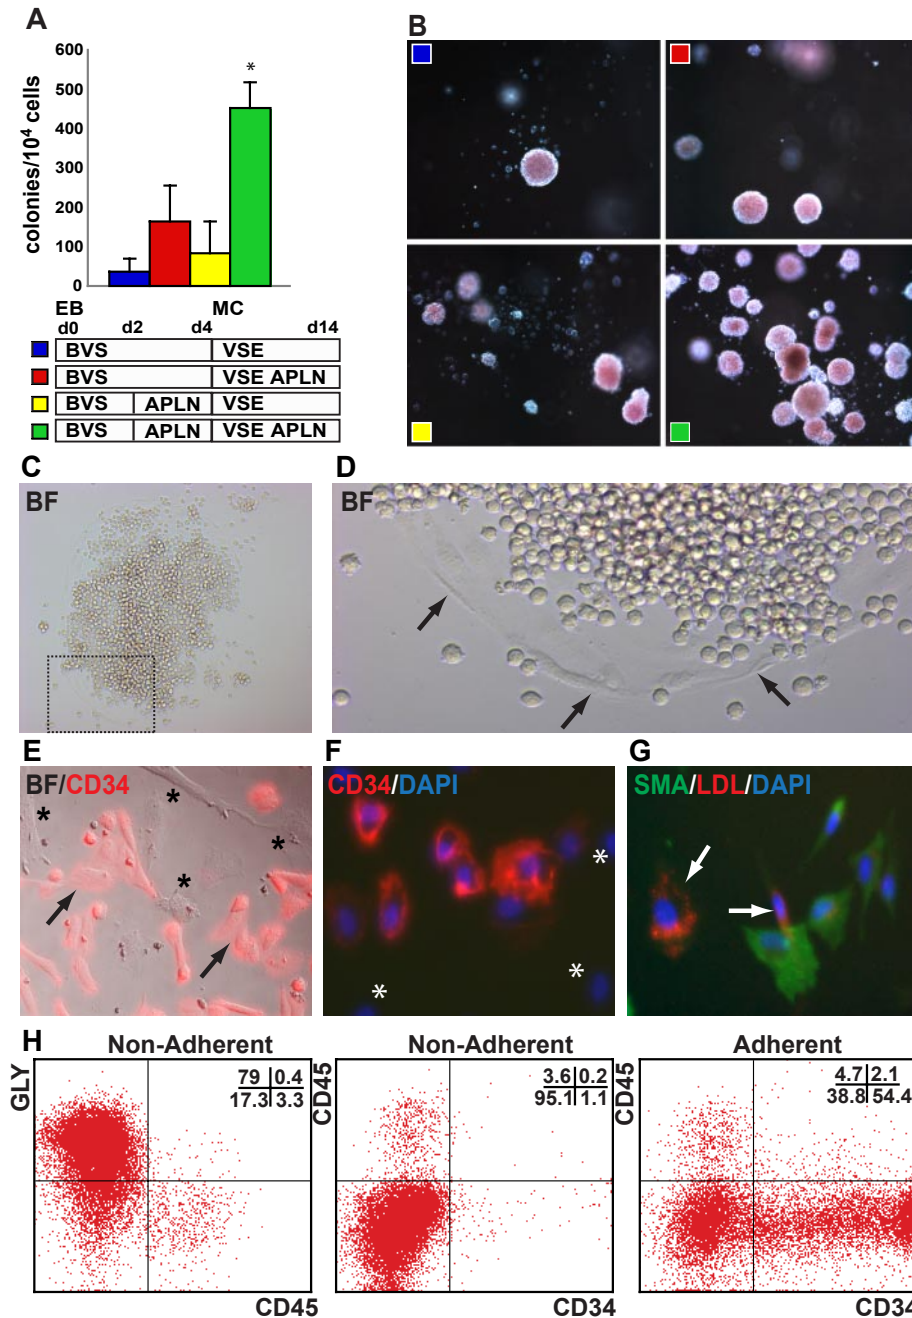 A
600
500
400
300
200
100
0
colonies/10⁴ cells
*
EB MC
d0 d2 d4 d14
BVS VSE
BVS VSE APLN
BVS APLN VSE
BVS APLN VSE APLN
B
C
BF
D
BF
E
BF/CD34
* * * *
F
CD34/DAPI
* * *
G
SMA/LDL/DAPI
H
Non-Adherent
GLY
79 0.4
17.3 3.3
CD45
Non-Adherent
CD45
3.6 0.2
95.1 1.1
CD34
Adherent
CD45
4.7 2.1
38.8 54.4
CD34